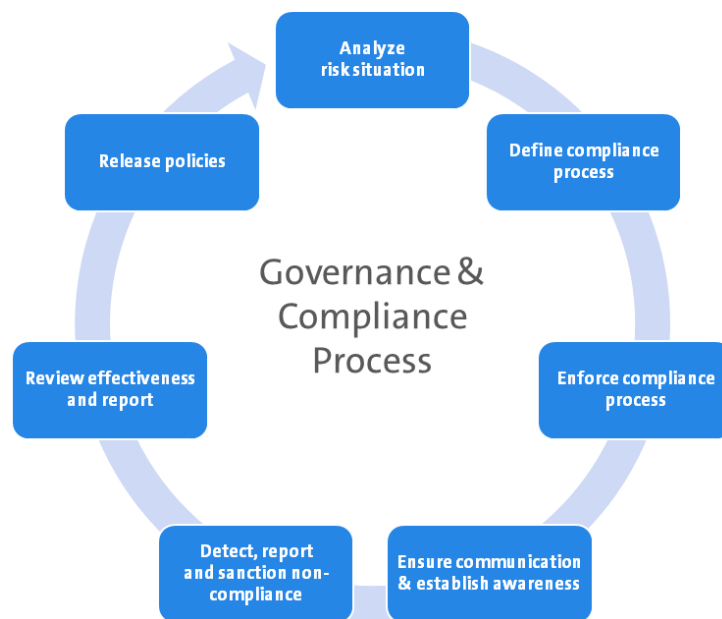 Analyze
risk situation
Define compliance
process
Enforce compliance
process
Ensure communication
& establish awareness
Detect, report
and sanction non-
compliance
Review effectiveness
and report
Release policies
Governance &
Compliance
Process